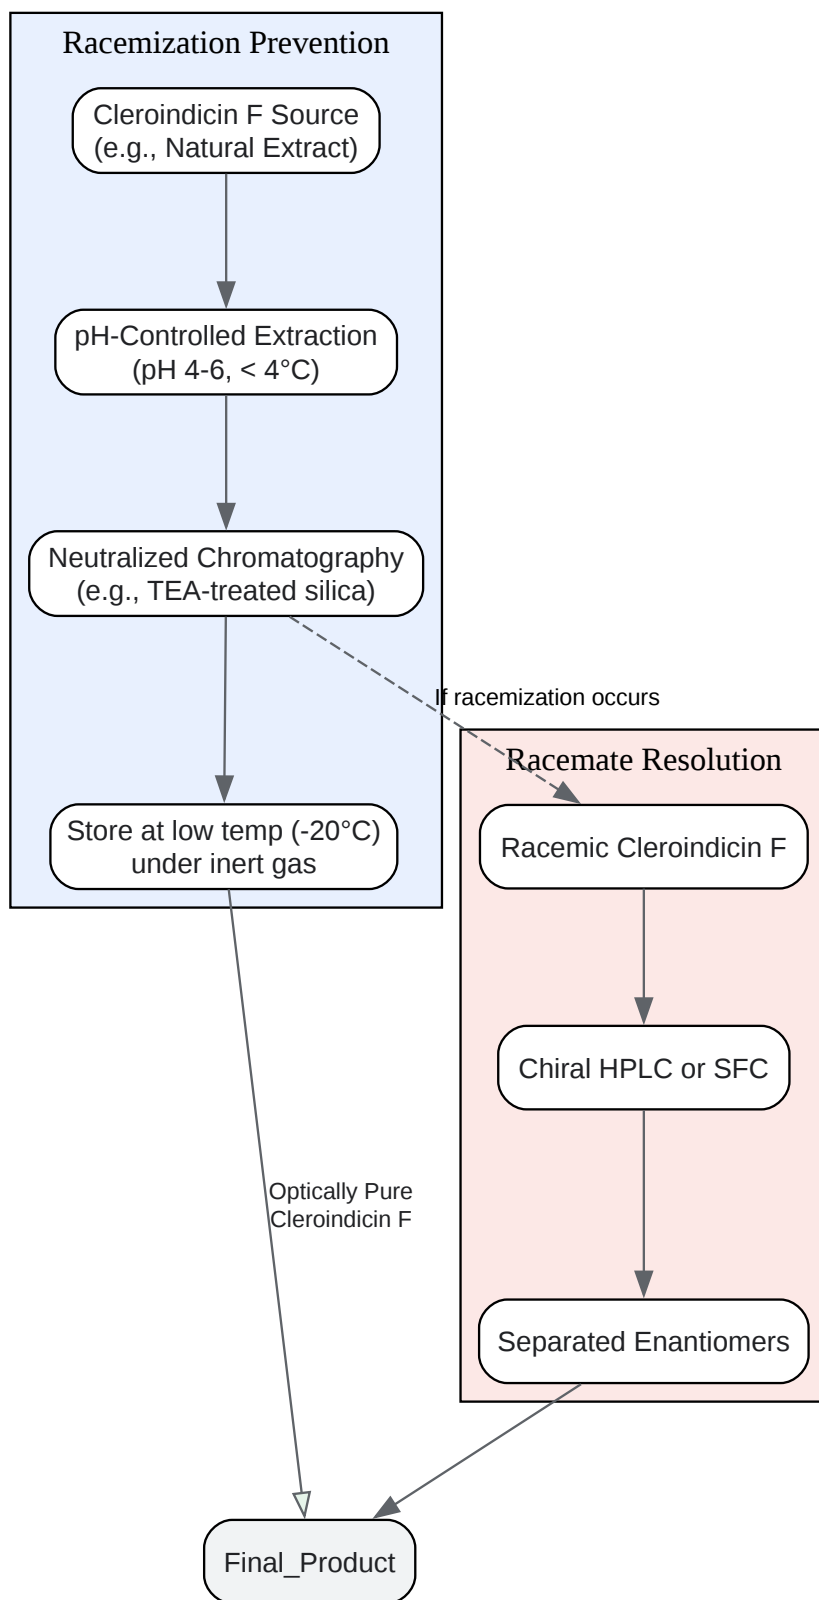 Racemization Prevention
Cleroindicin F Source
(e.g., Natural Extract)
pH-Controlled Extraction
(pH 4-6, < 4°C)
Neutralized Chromatography
(e.g., TEA-treated silica)
If racemization occurs
Racemate Resolution
Store at low temp (-20°C)
under inert gas
Racemic Cleroindicin F
Chiral HPLC or SFC
Optically Pure
Cleroindicin F
Separated Enantiomers
Final_Product